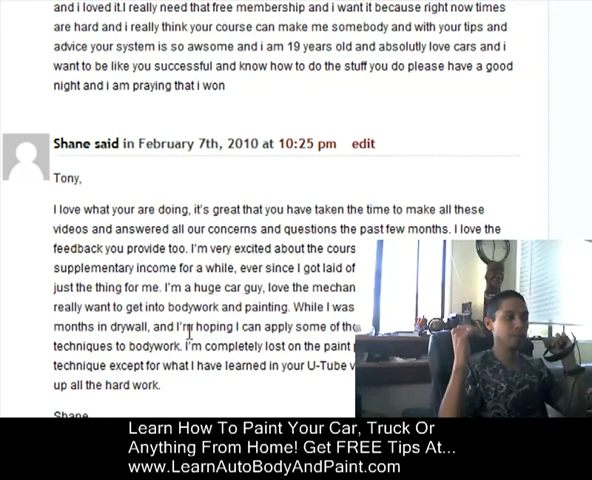 and i loved it.I really need that free membership and i want it because right now times
are hard and i really think your course can make me somebody and with your tips and
advice your system is so awsome and i am 19 years old and absolutly love cars and i
want to be like you successful and know how to do the stuff you do please have a good
night and i am praying that i won
Shane said in February 7th, 2010 at 10:25 pm edit
Tony,
I love what your are doing, it's great that you have taken the time to make all these
videos and answered all our concerns and questions the past few months. I love the
feedback you provide too. I'm very excited about the cours
supplementary income for a while, ever since I got laid of
just the thing for me. I'm a huge car guy, love the mechan
really want to get into bodywork and painting. While I was
months in drywall, and I'm hoping I can apply some of
techniques to bodywork. I'm completely lost on the paint
technique except for what I have learned in your U-Tube
up all the hard work.
Shane
Learn How To Paint Your Car, Truck Or
Anything From Home! Get FREE Tips At...
www.LearnAutoBodyAndPaint.com